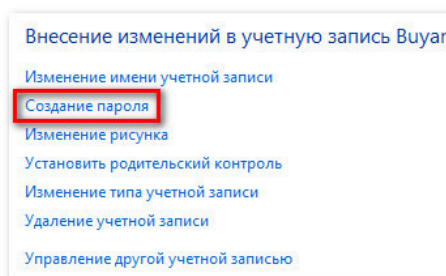 Внесение изменений в учетную запись Buyan
Изменение имени учетной записи
Создание пароля
Изменение рисунка
Установить родительский контроль
Изменение типа учетной записи
Удаление учетной записи
Управление другой учетной записью